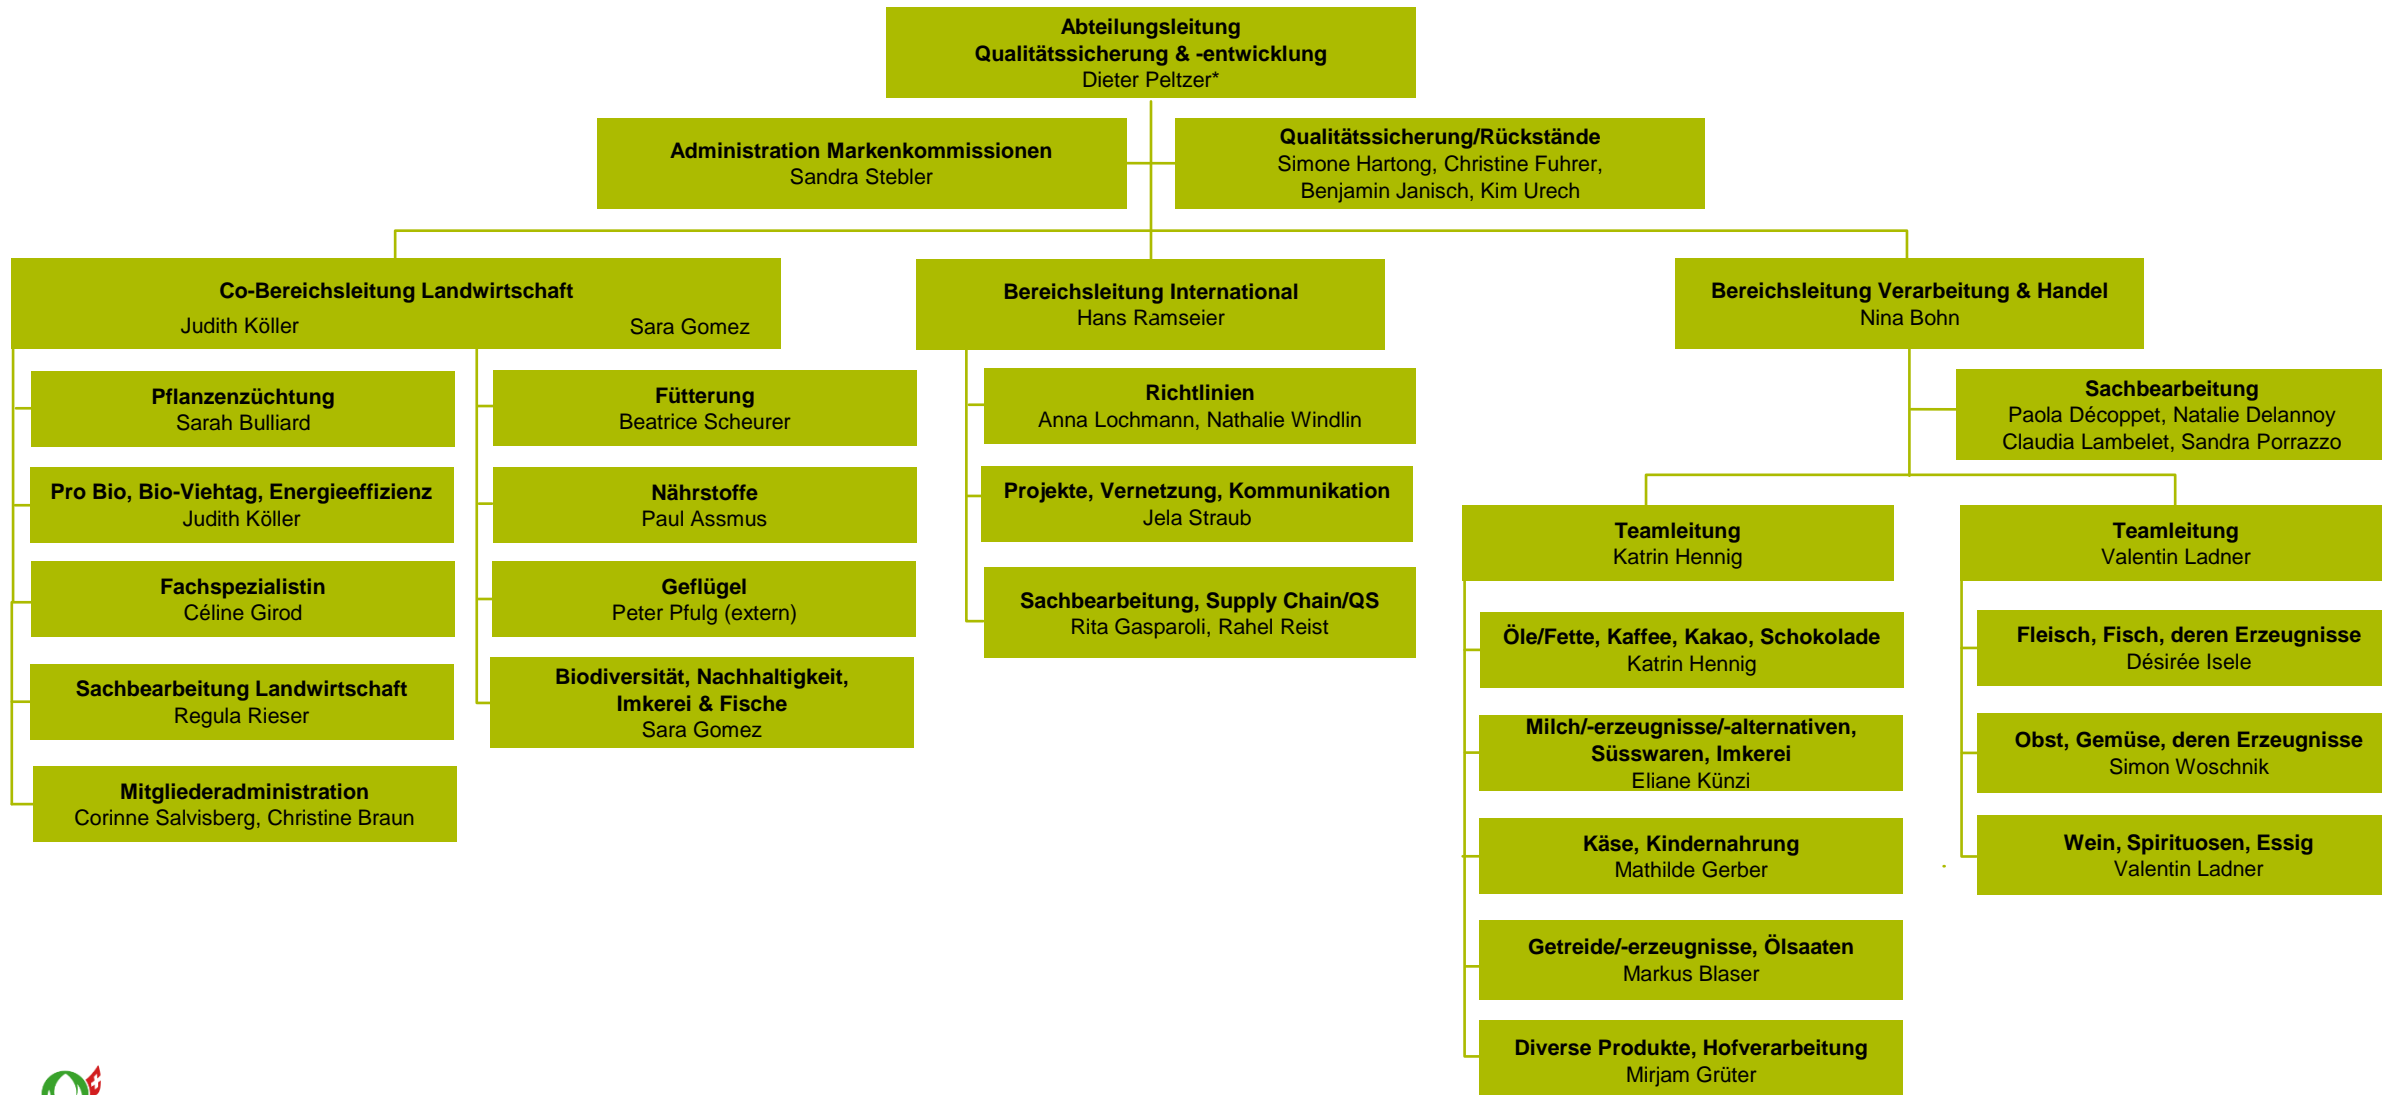 Abteilungsleitung
Qualitätssicherung & -entwicklung
Dieter Peltzer*
Administration Markenkommissionen
Sandra Stebler
Qualitätssicherung/Rückstände
Simone Hartong, Christine Fuhrer,
Benjamin Janisch, Kim Urech
Co-Bereichsleitung Landwirtschaft
Judith Köller
Sara Gomez
Pflanzenzüchtung
Sarah Bulliard
Pro Bio, Bio-Viehtag, Energieeffizienz
Judith Köller
Fachspezialistin
Céline Girod
Sachbearbeitung Landwirtschaft
Regula Rieser
Mitgliederadministration
Corinne Salvisberg, Christine Braun
Fütterung
Beatrice Scheurer
Nährstoffe
Paul Assmus
Geflügel
Peter Pfulg (extern)
Biodiversität, Nachhaltigkeit,
Imkerei & Fische
Sara Gomez
Bereichsleitung International
Hans Ramseier
Richtlinien
Anna Lochmann, Nathalie Windlin
Projekte, Vernetzung, Kommunikation
Jela Straub
Sachbearbeitung, Supply Chain/QS
Rita Gasparoli, Rahel Reist
Bereichsleitung Verarbeitung & Handel
Nina Bohn
Sachbearbeitung
Paola Décoppet, Natalie Delannoy
Claudia Lambelet, Sandra Porrazzo
Teamleitung
Katrin Hennig
Öle/Fette, Kaffee, Kakao, Schokolade
Katrin Hennig
Milch/-erzeugnisse/-alternativen,
Süsswaren, Imkerei
Eliane Künzi
Käse, Kindernahrung
Mathilde Gerber
Getreide/-erzeugnisse, Ölsaaten
Markus Blaser
Diverse Produkte, Hofverarbeitung
Mirjam Grüter
Teamleitung
Valentin Ladner
Fleisch, Fisch, deren Erzeugnisse
Désirée Isele
Obst, Gemüse, deren Erzeugnisse
Simon Woschnik
Wein, Spirituosen, Essig
Valentin Ladner